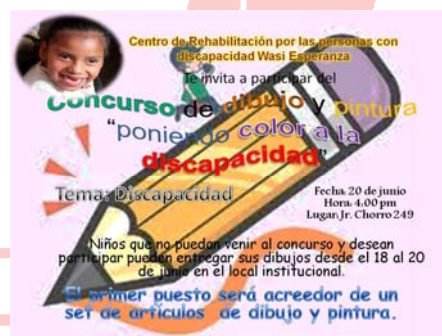 Centro de Rehabilitación por las personas con
discapacidad Wasi Esperanza
Te invita a participar del
Concurso de dibujo y pintura
"poniendo color a la
discapacidad"
Tema: Discapacidad
Fecha: 20 de junio
Hora: 4:00 pm
Lugar: Jr. Chorro 249
Niños que no puedan venir al concurso y desean
participar pueden entregar sus dibujos desde el 18 al 20
de junio en el local institucional.
El primer puesto será acreedor de un
set de artículos de dibujo y pintura.